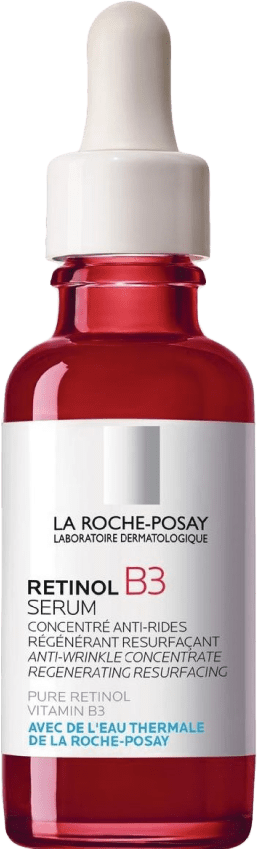 LA ROCHE-POSAY
LABORATOIRE DERMATOLOGIQUE
RETINOL B3
SERUM
CONCENTRÉ ANTI-RIDES
RÉGÉNÉRANT RESURFAÇANT
ANTI-WRINKLE CONCENTRATE
REGENERATING RESURFACING
PURE RETINOL
VITAMIN B3
AVEC DE L'EAU THERMALE
DE LA ROCHE-POSAY